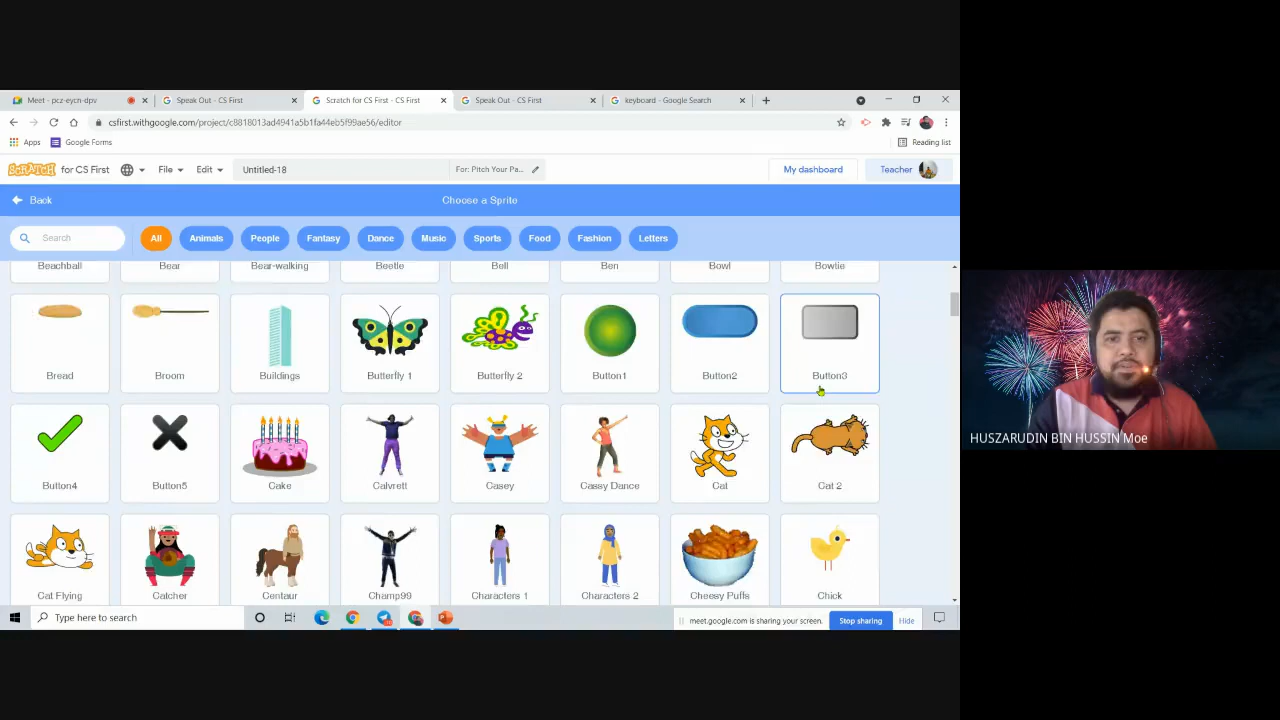 Meet - pcz-eycn-dpv
Speak Out - CS First
Scratch for CS First - CS First
Speak Out - CS First
keyboard - Google Search
csfirst.withgoogle.com/project/c8818013ad4941a5b1fa44eb5f99ae56/editor
Apps
Google Forms
Reading list
SCRATCH for CS First
File
Edit
Untitled-18
For: Pitch Your Pa...
My dashboard
Teacher
Back
Choose a Sprite
Search
All
Animals
People
Fantasy
Dance
Music
Sports
Food
Fashion
Letters
Beachball
Bear
Bear-walking
Beetle
Bell
Ben
Bowl
Bowtie
Bread
Broom
Buildings
Butterfly 1
Butterfly 2
Button1
Button2
Button3
Button4
Button5
Cake
Calvrett
Casey
Cassy Dance
Cat
Cat 2
Cat Flying
Catcher
Centaur
Champ99
Characters 1
Characters 2
Cheesy Puffs
Chick
HUSZARUDIN BIN HUSSIN Moe
Type here to search
meet.google.com is sharing your screen.
Stop sharing
Hide